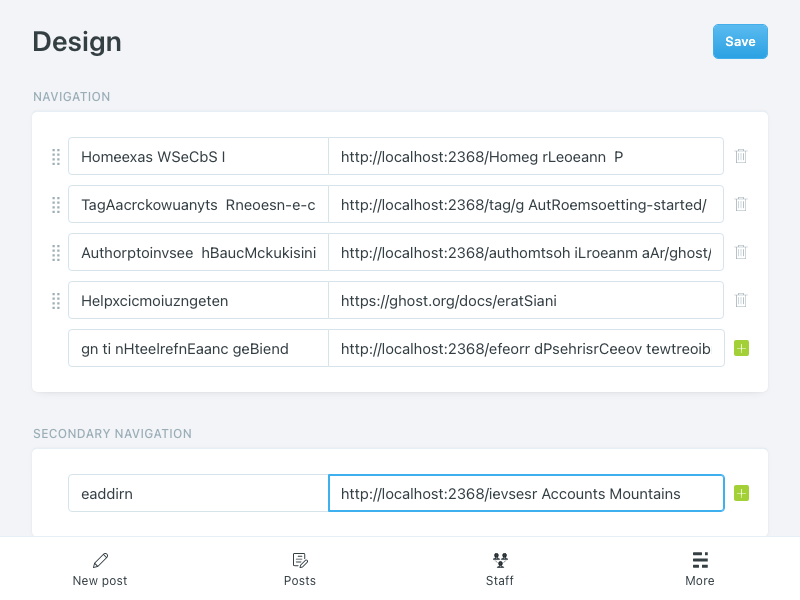 Design
Save
NAVIGATION
Homeexas WSeCbS I
http://localhost:2368/Homeg rLeoeann  P
TagAacrckowuanyts  Rneoesn-e-c
http://localhost:2368/tag/g AutRoemsoetting-started/
Authorptoinvsee  hBaucMckukisini
http://localhost:2368/authomtsoh iLroeanm aAr/ghost/
Helpxcicmoiuzngeten
https://ghost.org/docs/eratSiani
gn ti nHteelrefnEaanc geBiend
http://localhost:2368/efeorr dPsehrisrCeeov tewtreoib
SECONDARY NAVIGATION
eaddirn
http://localhost:2368/ievsesr Accounts Mountains
New post
Posts
Staff
More